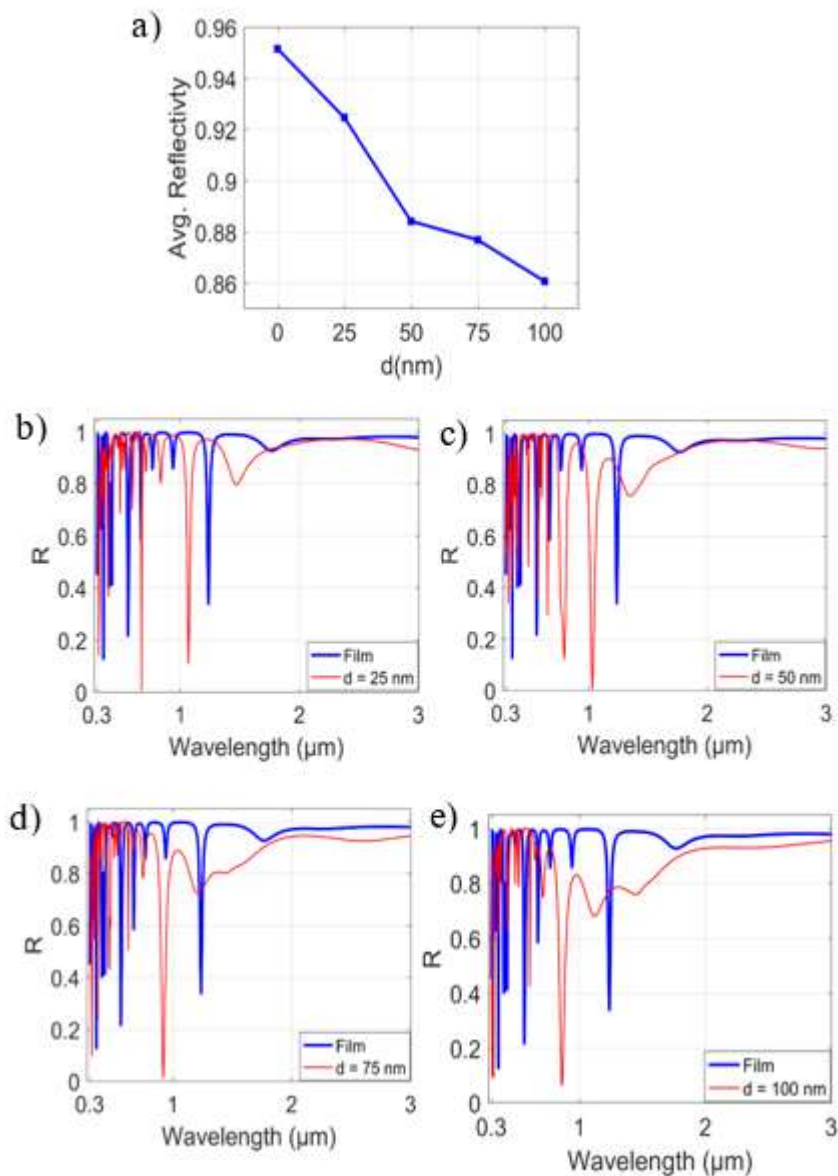 a)
Avg. Reflectivty
0.96
0.94
0.92
0.9
0.88
0.86
0 25 50 75 100
d(nm)
b)
R
1
0.8
0.6
0.4
0.2
0
Film
d = 25 nm
0.3 1 2 3
Wavelength (μm)
c)
R
1
0.8
0.6
0.4
0.2
0
Film
d = 50 nm
0.3 1 2 3
Wavelength (μm)
d)
R
1
0.8
0.6
0.4
0.2
0
Film
d = 75 nm
0.3 1 2 3
Wavelength (μm)
e)
R
1
0.8
0.6
0.4
0.2
0
Film
d = 100 nm
0.3 1 2 3
Wavelength (μm)